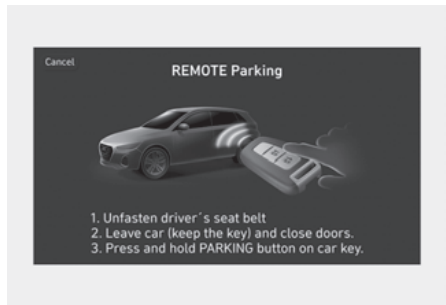 Cancel
REMOTE Parking
1. Unfasten driver´s seat belt
2. Leave car (keep the key) and close doors.
3. Press and hold PARKING button on car key.